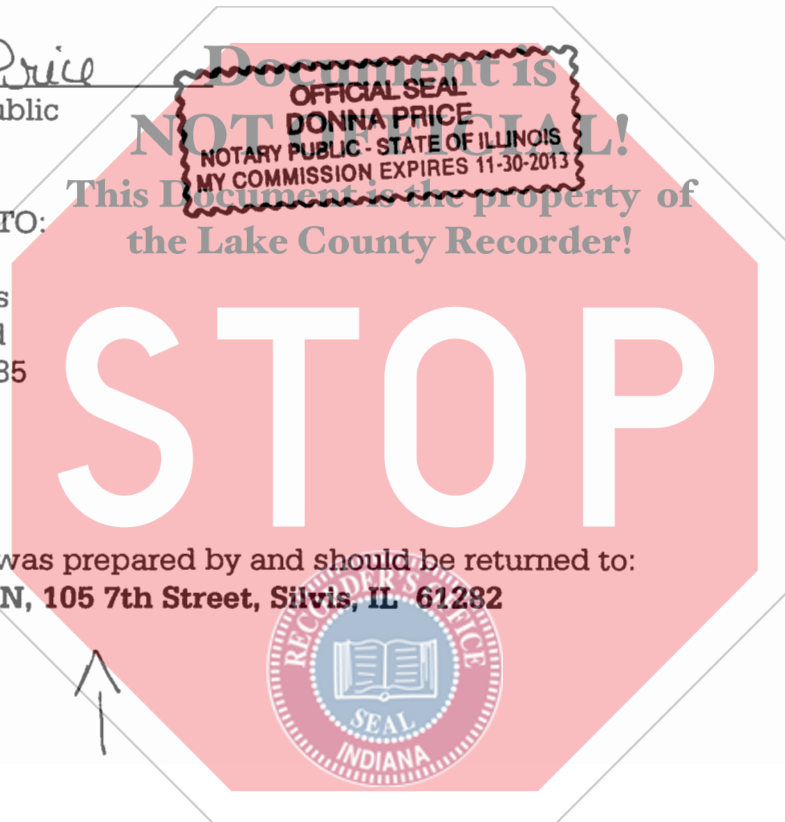 Price
ublic
Document is
NOT OFFICIAL!
This Document is the property of
the Lake County Recorder!
OFFICIAL SEAL
DONNA PRICE
NOTARY PUBLIC - STATE OF ILLINOIS
MY COMMISSION EXPIRES 11-30-2013
TO:
s
d
35
STOP
was prepared by and should be returned to:
N, 105 7th Street, Silvis, IL 61282
RECORDER'S OFFICE
SEAL
INDIANA